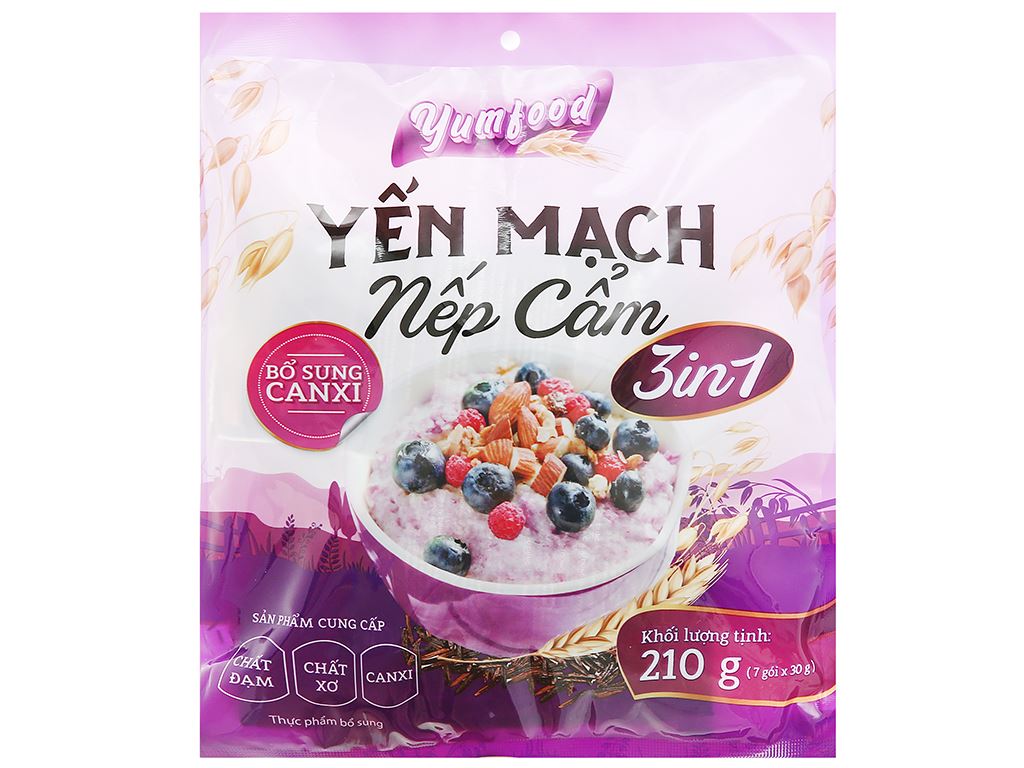 Yumfood
YẾN MẠCH
Nếp Cẩm
3in1
BỔ SUNG
CANXI
SẢN PHẨM CUNG CẤP
CHẤT
ĐẠM
CHẤT
XƠ
CANXI
Thực phẩm bổ sung
Khối lượng tịnh:
210 g (7 gói x 30 g)